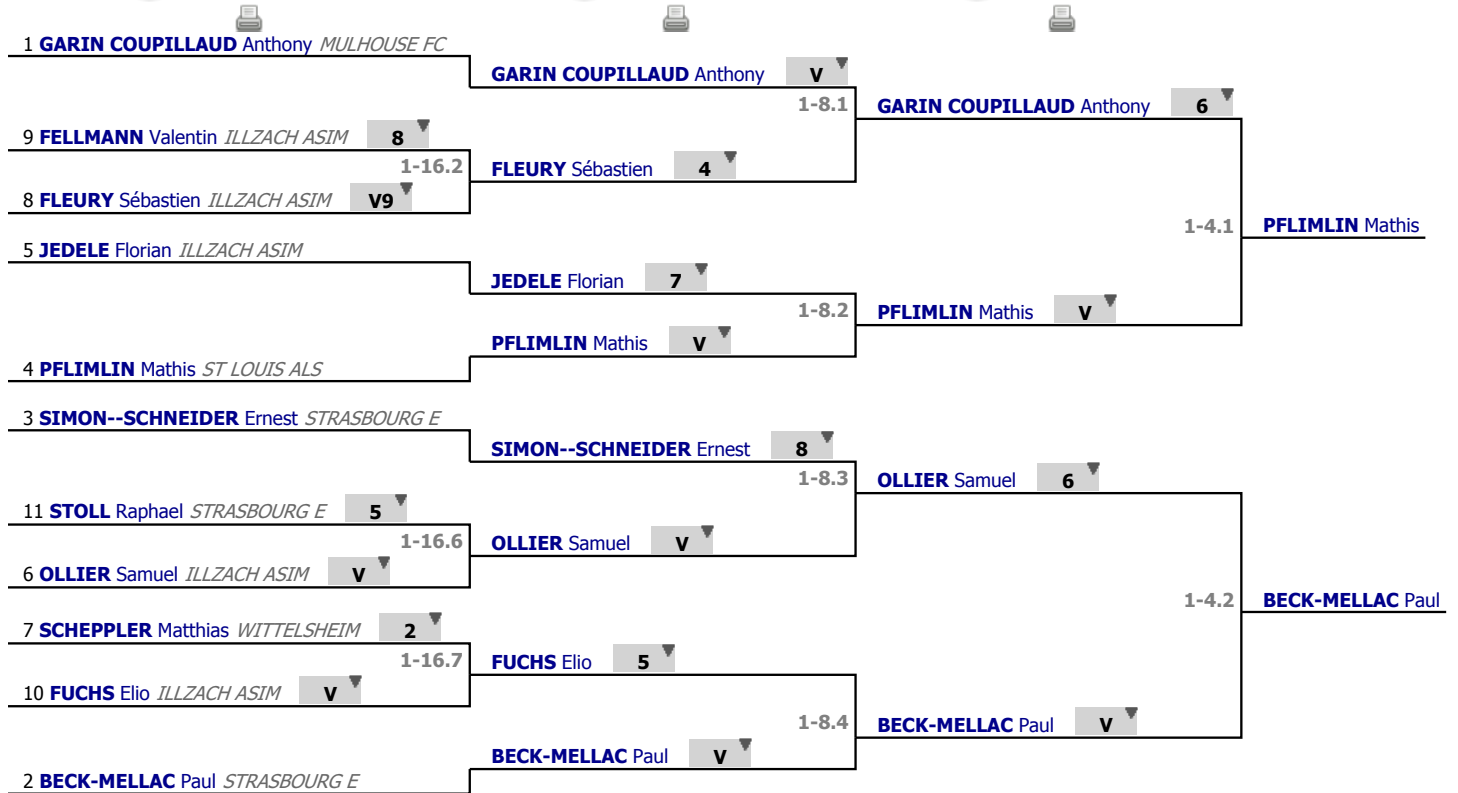 1 GARIN COUPILLAUD Anthony MULHOUSE FC
9 FELLMANN Valentin ILLZACH ASIM 8
1-16.2
8 FLEURY Sébastien ILLZACH ASIM V9
5 JEDELE Florian ILLZACH ASIM
4 PFLIMLIN Mathis ST LOUIS ALS
3 SIMON--SCHNEIDER Ernest STRASBOURG E
11 STOLL Raphael STRASBOURG E 5
1-16.6
6 OLLIER Samuel ILLZACH ASIM V
7 SCHEPPLER Matthias WITTELSHEIM 2
1-16.7
10 FUCHS Elio ILLZACH ASIM V
2 BECK-MELLAC Paul STRASBOURG E
GARIN COUPILLAUD Anthony V
1-8.1
FLEURY Sébastien 4
JEDELE Florian 7
1-8.2
PFLIMLIN Mathis V
SIMON--SCHNEIDER Ernest 8
1-8.3
OLLIER Samuel V
FUCHS Elio 5
1-8.4
BECK-MELLAC Paul V
GARIN COUPILLAUD Anthony 6
1-4.1
PFLIMLIN Mathis V
OLLIER Samuel 6
1-4.2
BECK-MELLAC Paul V
PFLIMLIN Mathis
BECK-MELLAC Paul